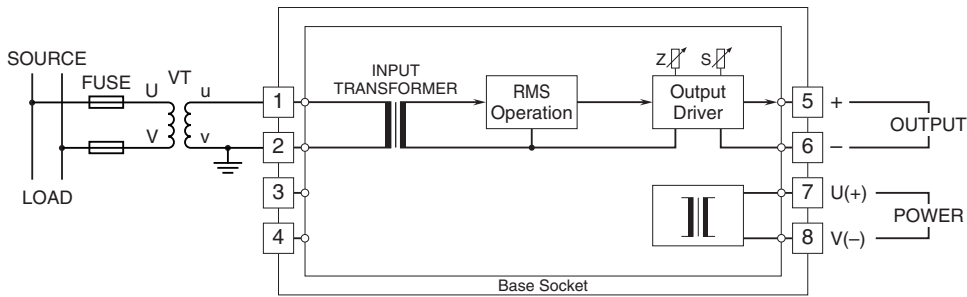 SOURCE
FUSE
VT
U
u
V
v
LOAD
1
2
3
4
INPUT
TRANSFORMER
RMS
Operation
Z
S
Output
Driver
5
+
6
–
OUTPUT
7
U(+)
8
V(–)
POWER
Base Socket